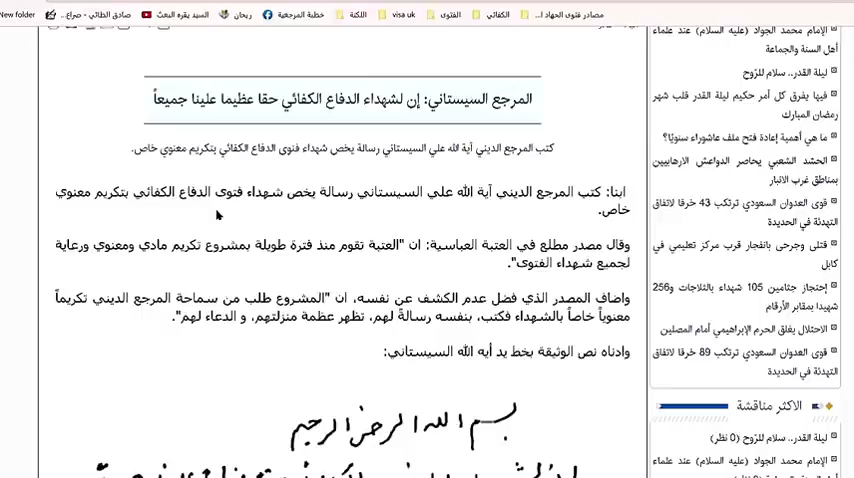 مصادر فتوى الجهاد ا...
الكفائي
الفتوى
visa uk
اللكنة
خطبة المرجعية
ريحان
السيد يقره البعث
صادق الطائي - صراع...
New folder
المرجع السيستاني: إن لشهداء الدفاع الكفائي حقا عظيما علينا جميعاً
كتب المرجع الديني آية الله علي السيستاني رسالة يخص شهداء فتوى الدفاع الكفائي بتكريم معنوي خاص.
ابنا: كتب المرجع الديني آية الله علي السيستاني رسالة يخص شهداء فتوى الدفاع الكفائي بتكريم معنوي
خاص.
وقال مصدر مطلع في العتبة العباسية: ان "العتبة تقوم منذ فترة طويلة بمشروع تكريم مادي ومعنوي ورعاية
لجميع شهداء الفتوى".
واضاف المصدر الذي فضل عدم الكشف عن نفسه، ان "المشروع طلب من سماحة المرجع الديني تكريماً
معنوياً خاصاً بالشهداء فكتب، بنفسه رسالةً لهم، تظهر عظمة منزلتهم، و الدعاء لهم".
وادناه نص الوثيقة بخط يد أيه الله السيستاني:
بسم الله الرحمن الرحيم
الإمام محمد الجواد (عليه السلام) عند علماء
أهل السنة والجماعة
ليلة القدر.. سلام للرّوح
فيها يفرق كل أمر حكيم ليلة القدر قلب شهر
رمضان المبارك
ما هي أهمية إعادة فتح ملف عاشوراء سنويًا؟
الحشد الشعبي يحاصر الدواعش الارهابيين
بمناطق غرب الانبار
قوى العدوان السعودي ترتكب 43 خرقا لاتفاق
التهدئة في الحديدة
قتلى وجرحى بانفجار قرب مركز تعليمي في
كابل
إحتجاز جثامين 105 شهداء بالثلاجات و256
شهيدا بمقابر الأرقام
الاحتلال يغلق الحرم الإبراهيمي أمام المصلين
قوى العدوان السعودي ترتكب 89 خرقا لاتفاق
التهدئة في الحديدة
الاكثر مناقشة
ليلة القدر.. سلام للرّوح (0 نظر)
الإمام محمد الجواد (عليه السلام) عند علماء